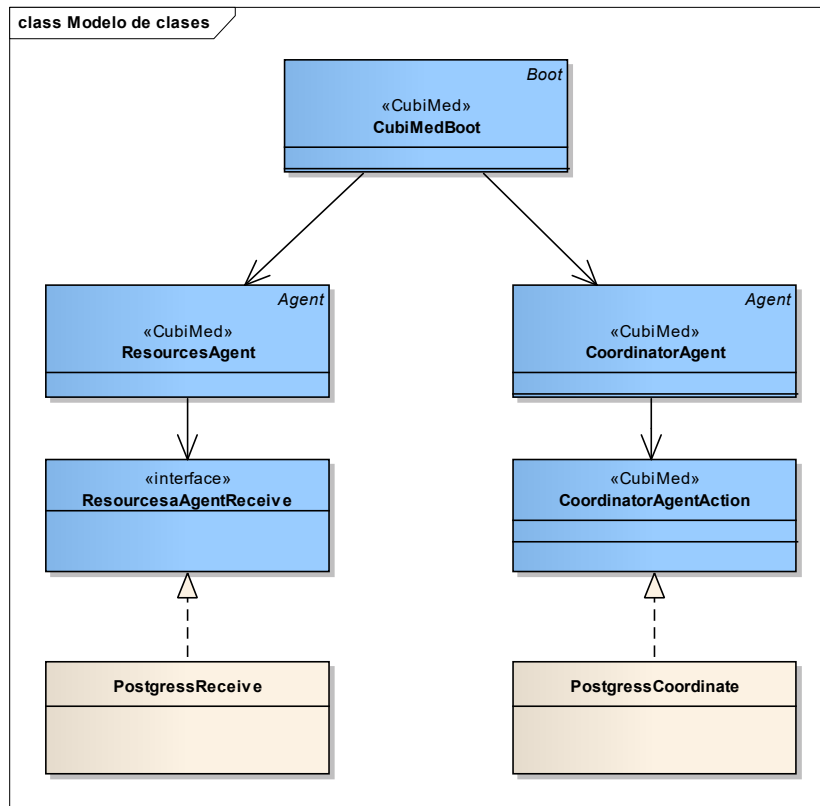 class Modelo de clases
Boot
«CubiMed»
CubiMedBoot
Agent
«CubiMed»
ResourcesAgent
Agent
«CubiMed»
CoordinatorAgent
«interface»
ResourcesaAgentReceive
«CubiMed»
CoordinatorAgentAction
PostgressReceive
PostgressCoordinate